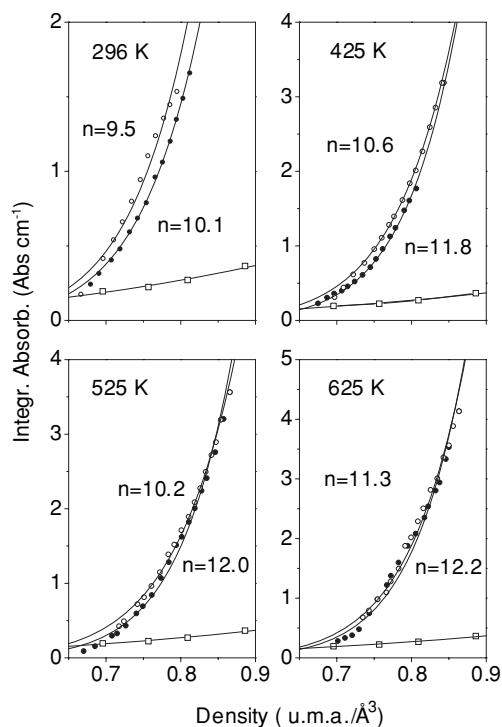 296 K
425 K
n=9.5
n=10.6
n=10.1
n=11.8
2
1
0
4
3
2
1
0
Integr. Absorb. (Abs cm⁻¹)
525 K
625 K
n=10.2
n=11.3
n=12.0
n=12.2
4
3
2
1
0
5
4
3
2
1
0
0.7 0.8 0.9
0.7 0.8 0.9
Density ( u.m.a./Å³)